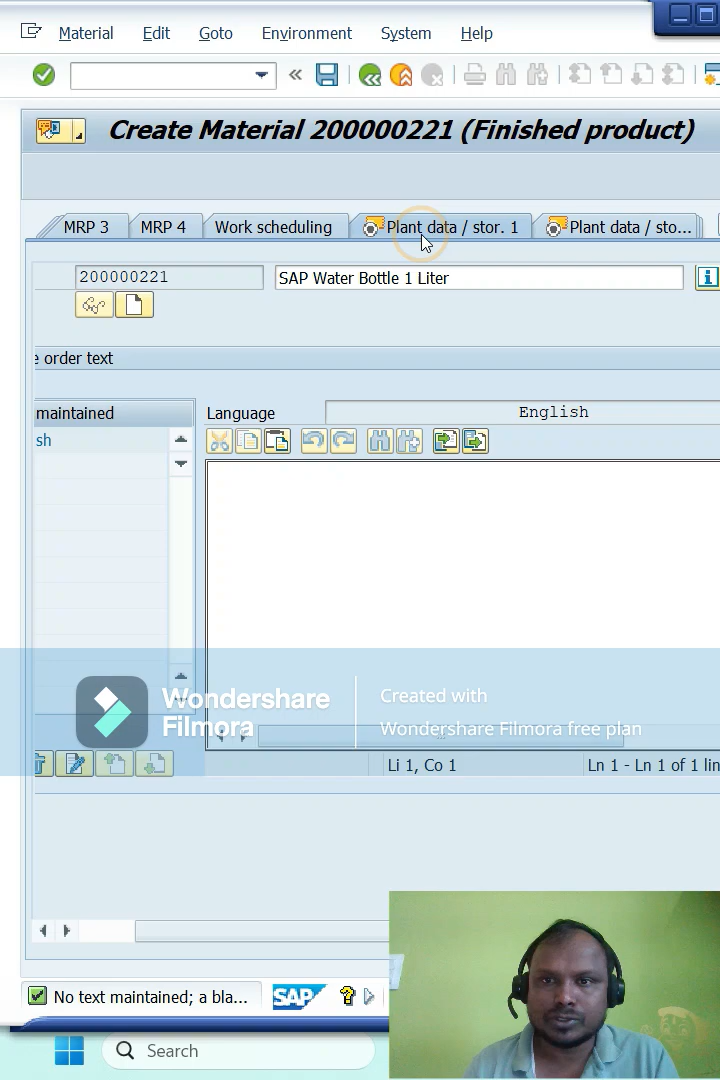 Material Edit Goto Environment System Help
Create Material 200000221 (Finished product)
MRP 3 MRP 4 Work scheduling Plant data / stor. 1 Plant data / sto...
200000221 SAP Water Bottle 1 Liter
e order text
maintained Language English
sh
Wondershare Filmora
Created with
Wondershare Filmora free plan
Li 1, Co 1 Ln 1 - Ln 1 of 1 lin
No text maintained; a bla... SAP
Search